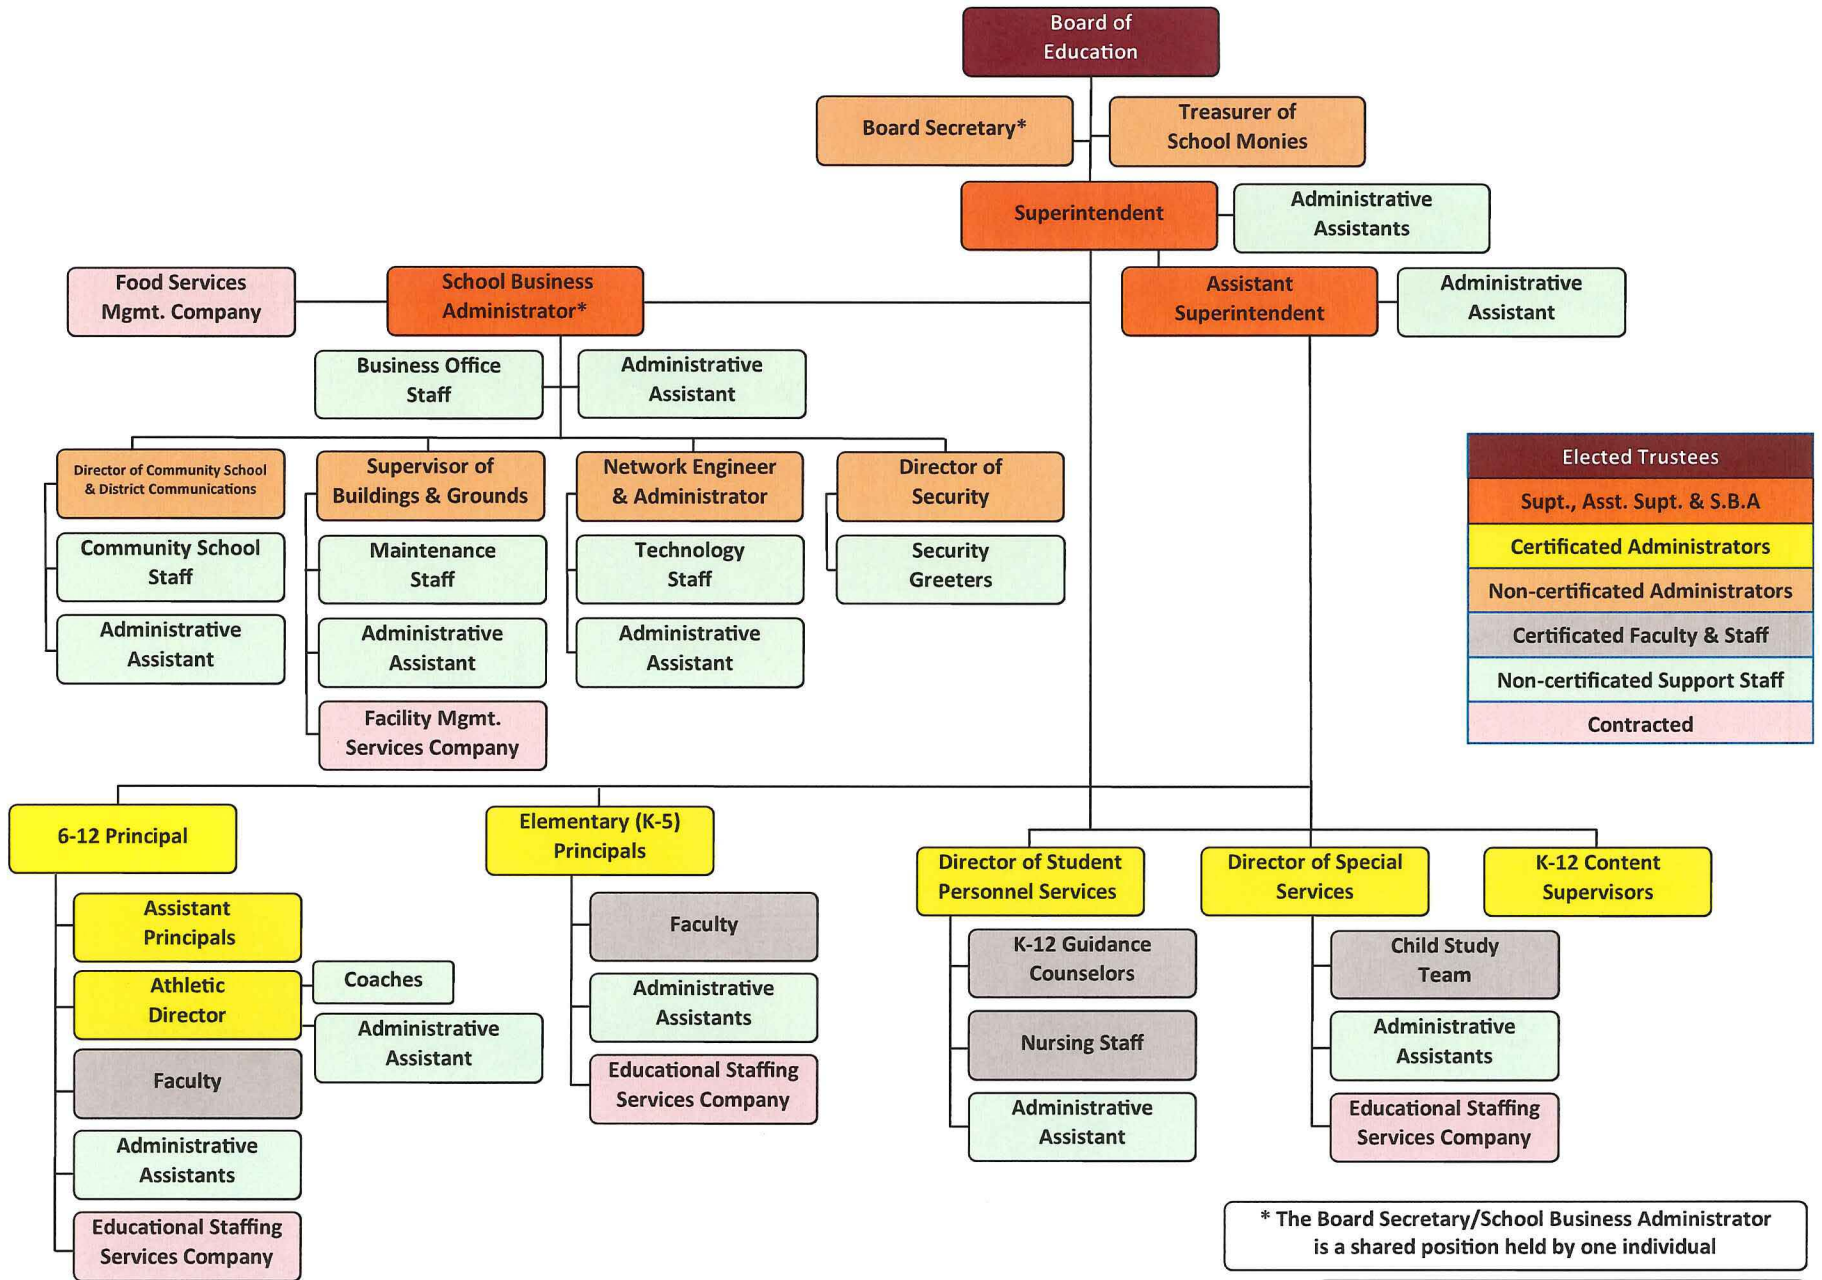 Board of
Education
Board Secretary*
Treasurer of
School Monies
Superintendent
Administrative
Assistants
Food Services
Mgmt. Company
School Business
Administrator*
Assistant
Superintendent
Administrative
Assistant
Business Office
Staff
Administrative
Assistant
Director of Community School
& District Communications
Supervisor of
Buildings & Grounds
Network Engineer
& Administrator
Director of
Security
Community School
Staff
Maintenance
Staff
Technology
Staff
Security
Greeters
Administrative
Assistant
Administrative
Assistant
Administrative
Assistant
Facility Mgmt.
Services Company
Elected Trustees
Supt., Asst. Supt. & S.B.A
Certificated Administrators
Non-certificated Administrators
Certificated Faculty & Staff
Non-certificated Support Staff
Contracted
6-12 Principal
Assistant
Principals
Athletic
Director
Coaches
Administrative
Assistant
Faculty
Administrative
Assistants
Educational Staffing
Services Company
Elementary (K-5)
Principals
Faculty
Administrative
Assistants
Educational Staffing
Services Company
Director of Student
Personnel Services
K-12 Guidance
Counselors
Nursing Staff
Administrative
Assistant
Director of Special
Services
Child Study
Team
Administrative
Assistants
Educational Staffing
Services Company
K-12 Content
Supervisors
* The Board Secretary/School Business Administrator
is a shared position held by one individual